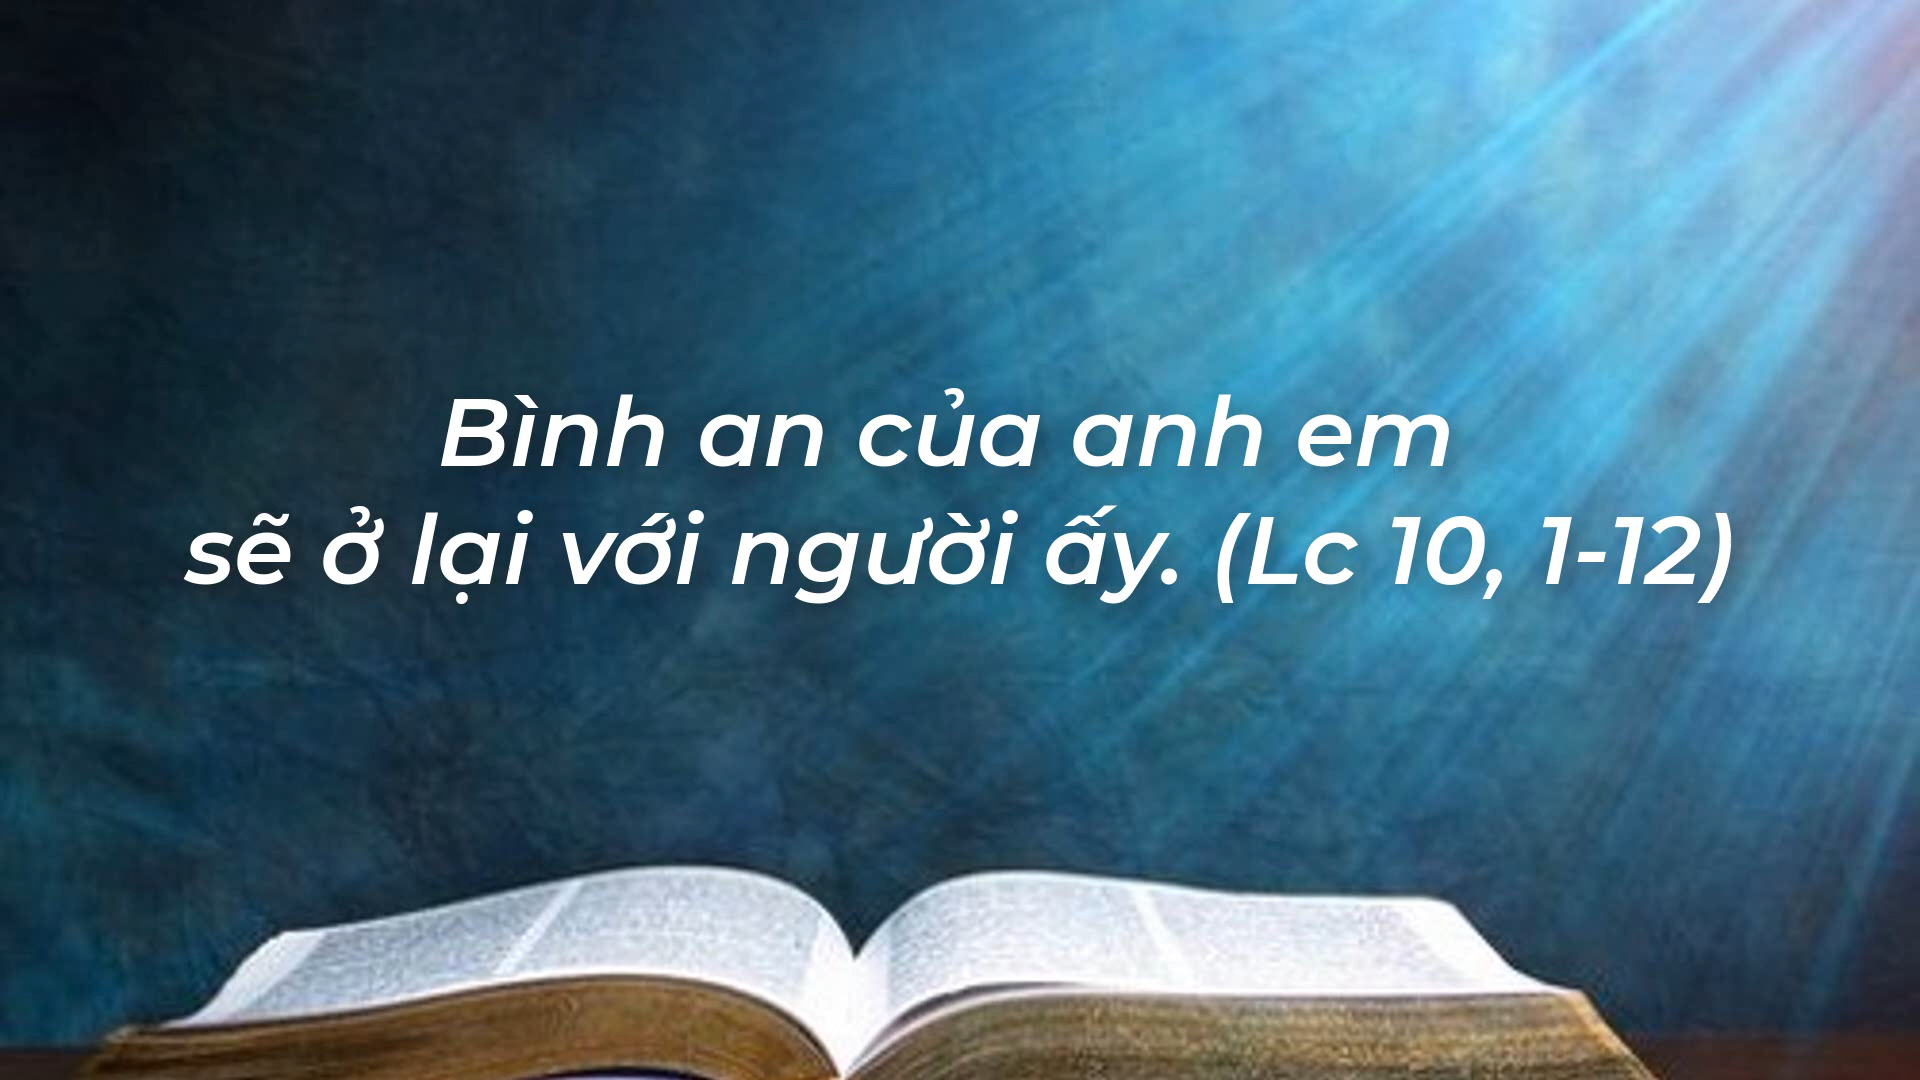 Bình an của anh em
sẽ ở lại với người ấy. (Lc 10, 1-12)